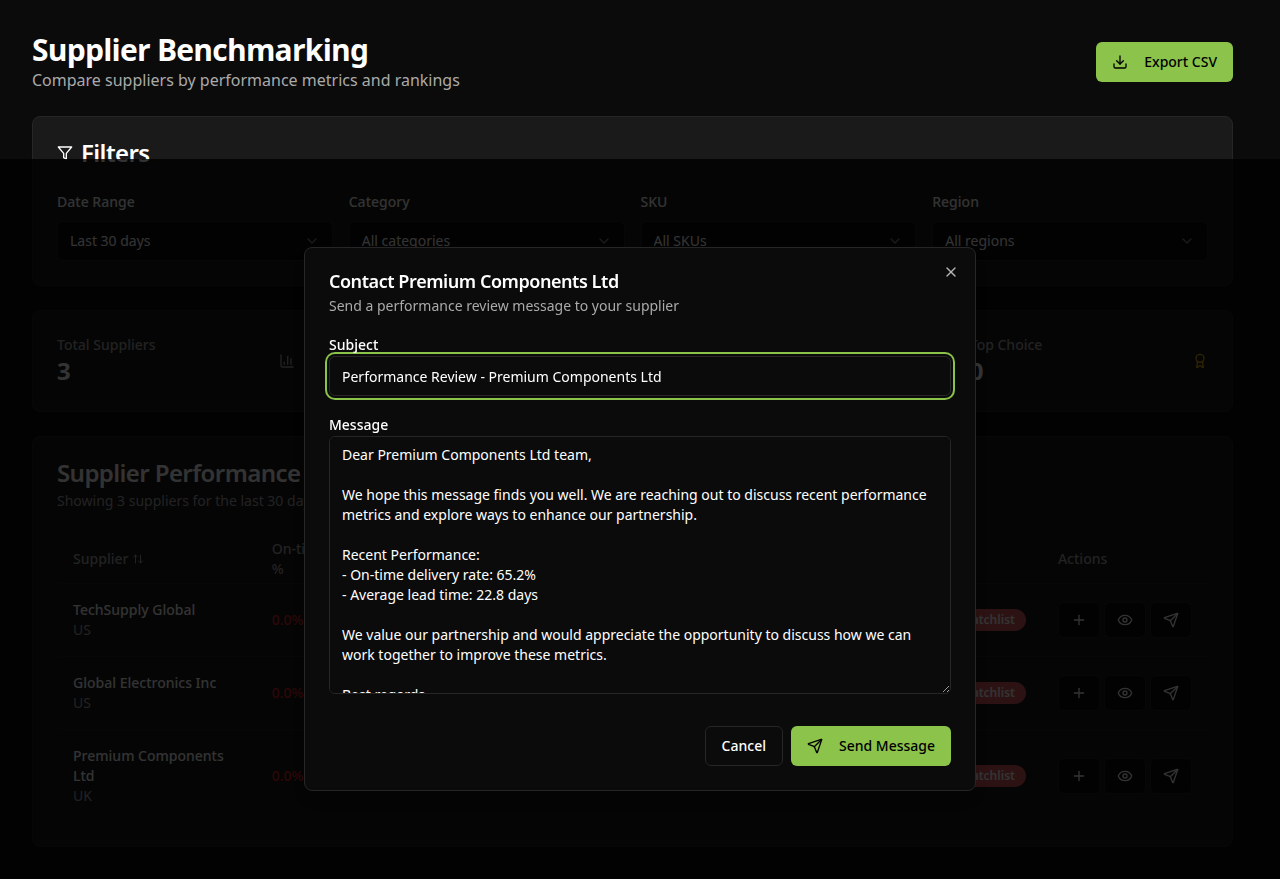 Supplier Benchmarking
Compare suppliers by performance metrics and rankings
Export CSV
Filters
Date Range
Category
SKU
Region
Last 30 days
All categories
All SKUs
All regions
Contact Premium Components Ltd
Send a performance review message to your supplier
Subject
Performance Review - Premium Components Ltd
Message
Dear Premium Components Ltd team,
We hope this message finds you well. We are reaching out to discuss recent performance
metrics and explore ways to enhance our partnership.
Recent Performance:
- On-time delivery rate: 65.2%
- Average lead time: 22.8 days
We value our partnership and would appreciate the opportunity to discuss how we can
work together to improve these metrics.
Best regards
Cancel
Send Message
Total Suppliers
3
Top Choice
0
Supplier Performance
Showing 3 suppliers for the last 30 da
Supplier
On-ti
%
Actions
TechSupply Global
US
0.0%
tchlist
Global Electronics Inc
US
0.0%
tchlist
Premium Components
Ltd
UK
0.0%
tchlist